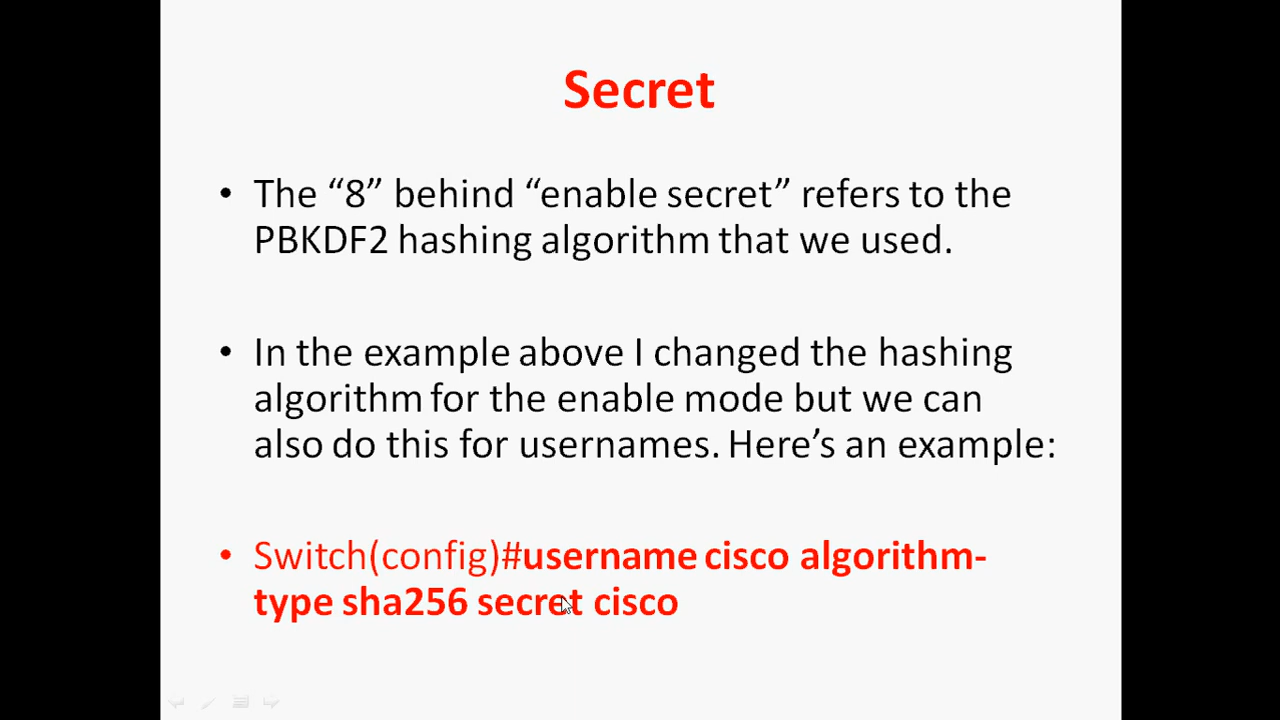 Secret
• The “8” behind “enable secret” refers to the
PBKDF2 hashing algorithm that we used.
• In the example above I changed the hashing
algorithm for the enable mode but we can
also do this for usernames. Here’s an example:
• Switch(config)#username cisco algorithm-
type sha256 secret cisco